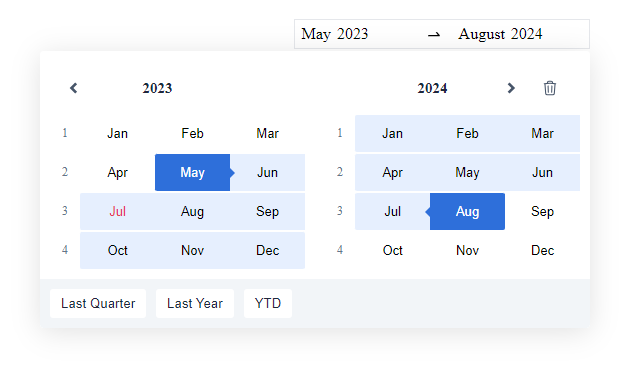 May 2023 ⇀ August 2024
2023 2024
1 Jan Feb Mar 1 Jan Feb Mar
2 Apr May Jun 2 Apr May Jun
3 Jul Aug Sep 3 Jul Aug Sep
4 Oct Nov Dec 4 Oct Nov Dec
Last Quarter Last Year YTD